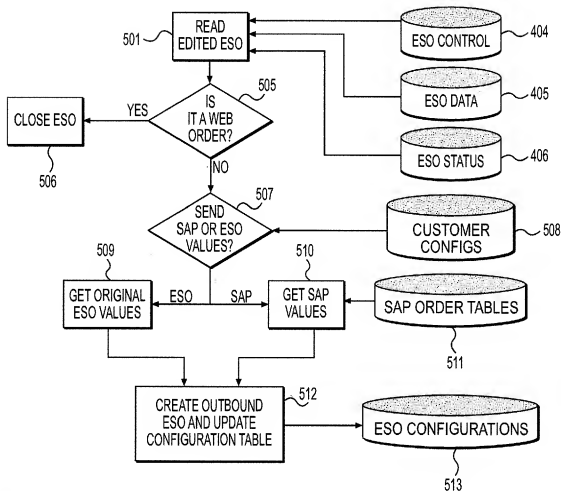 501
READ
EDITED ESO
ESO CONTROL
404
ESO DATA
405
505
IS
IT A WEB
ORDER?
YES
CLOSE ESO
506
NO
ESO STATUS
406
507
SEND
SAP OR ESO
VALUES?
CUSTOMER
CONFIGS
508
509
510
GET ORIGINAL
ESO VALUES
ESO
SAP
GET SAP
VALUES
SAP ORDER TABLES
511
512
CREATE OUTBOUND
ESO AND UPDATE
CONFIGURATION TABLE
ESO CONFIGURATIONS
513